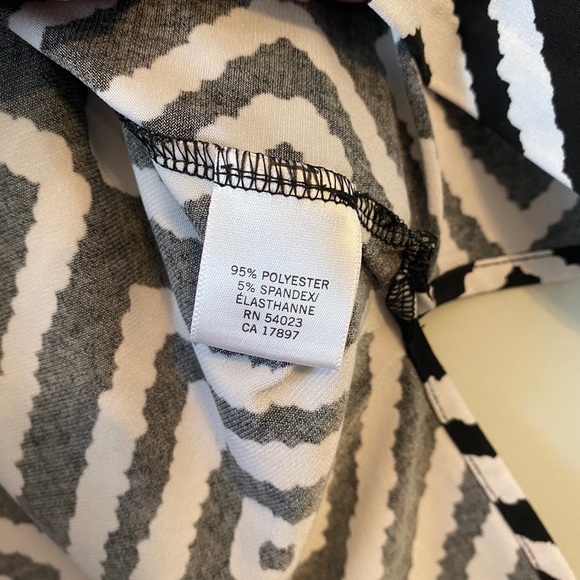 95% POLYESTER
5% SPANDEX/
ÉLASTHANNE
RN 54023
CA 17897